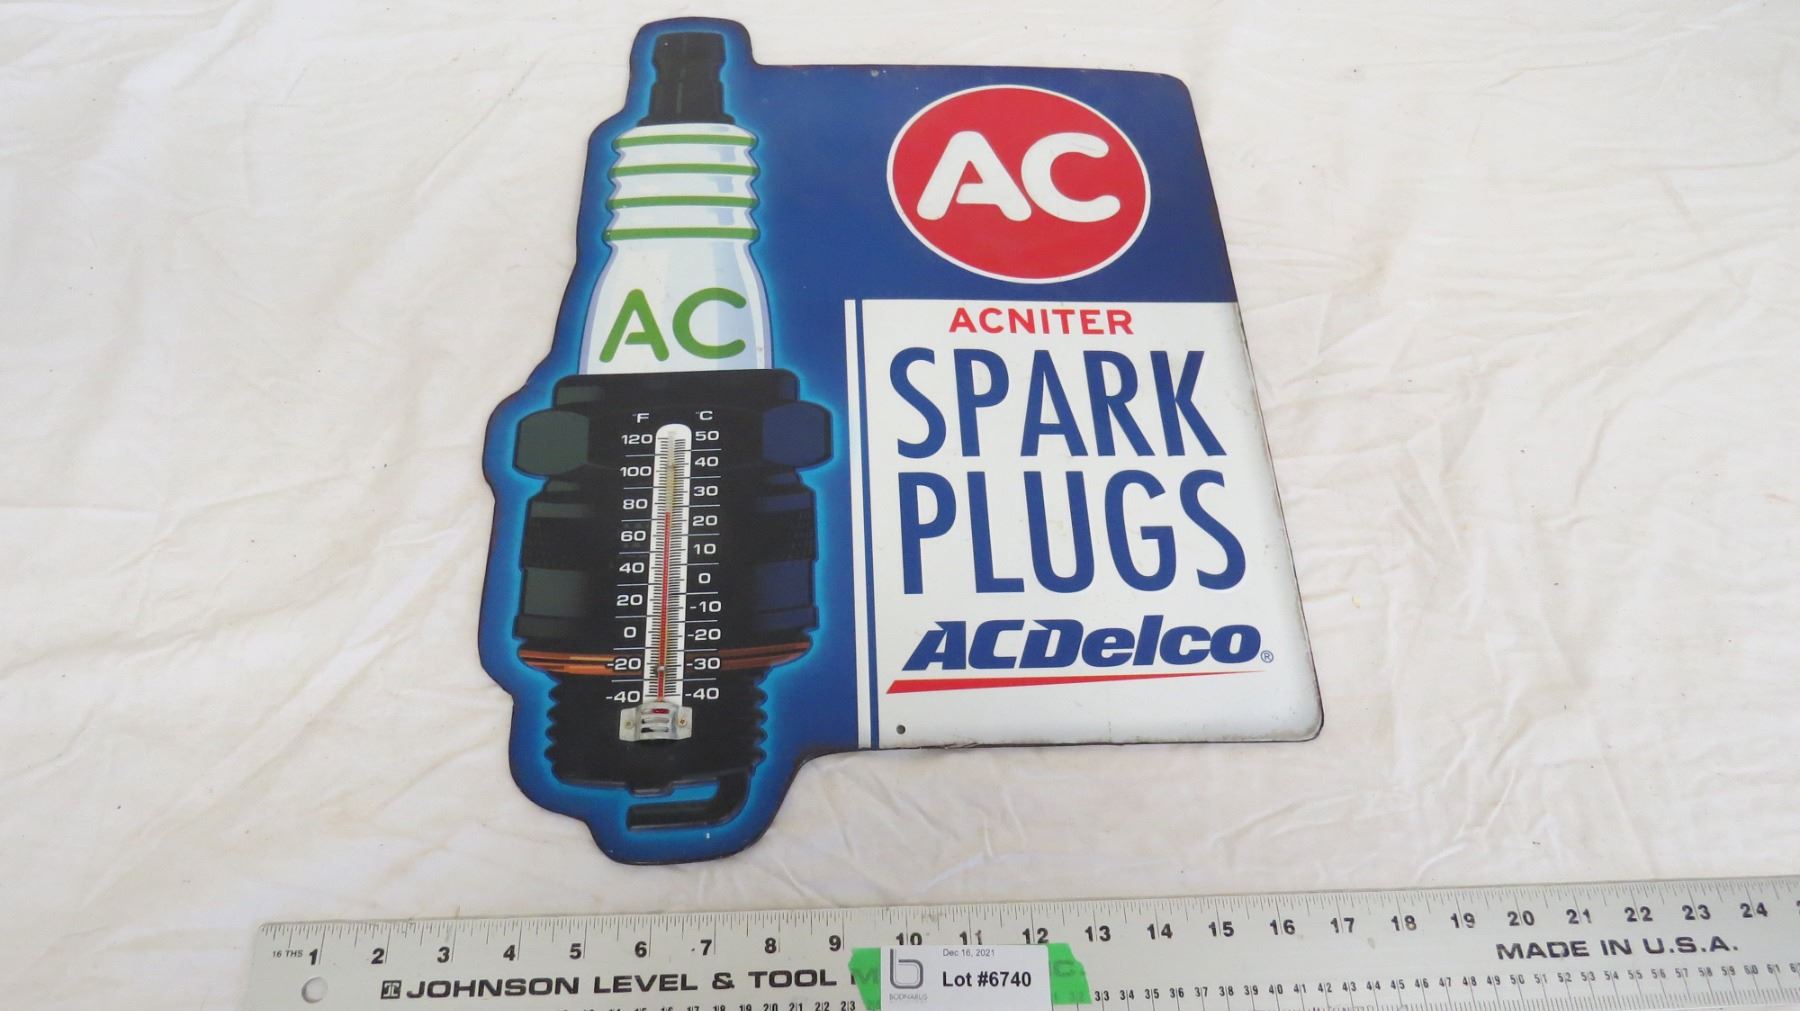 AC
AC
ACNITER
SPARK
PLUGS
ACDelco®
°F °C
120 50
100 40
80 30
60 20
40 10
20 0
0 -10
-20 -20
-40 -30
-40
16 THS 1 2 3 4 5 6 7 8 9 10 11 12 13 14 15 16 17 18 19 20 21 22 23 24
MADE IN U.S.A.
JOHNSON LEVEL & TOOL M
Dec 16, 2021
Lot #6740
BODNARUS